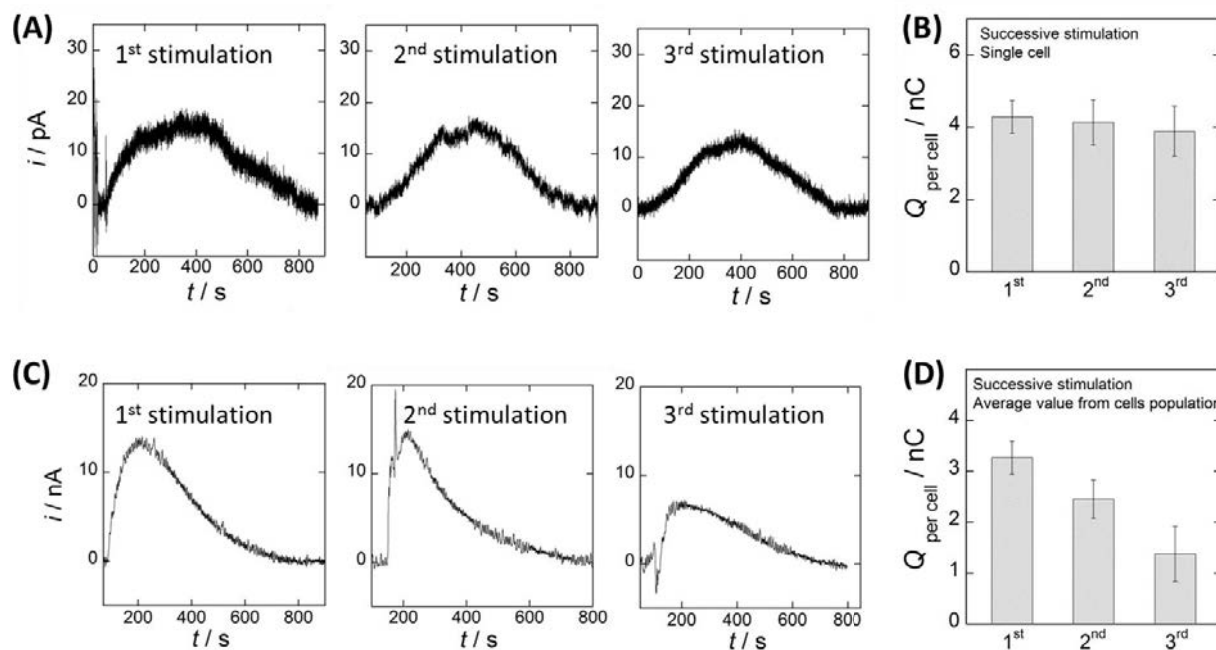 (A)
1st stimulation
2nd stimulation
3rd stimulation
i / pA
30
20
10
0
0 200 400 600 800
t / s
30
20
10
0
200 400 600 800
t / s
30
20
10
0
0 200 400 600 800
t / s
(B)
Successive stimulation
Single cell
Q per cell / nC
6
4
2
0
1st 2nd 3rd
(C)
1st stimulation
2nd stimulation
3rd stimulation
i / nA
20
10
0
200 400 600 800
t / s
20
10
0
200 400 600 800
t / s
20
10
0
200 400 600 800
t / s
(D)
Successive stimulation
Average value from cells population
Q per cell / nC
4
3
2
1
0
1st 2nd 3rd